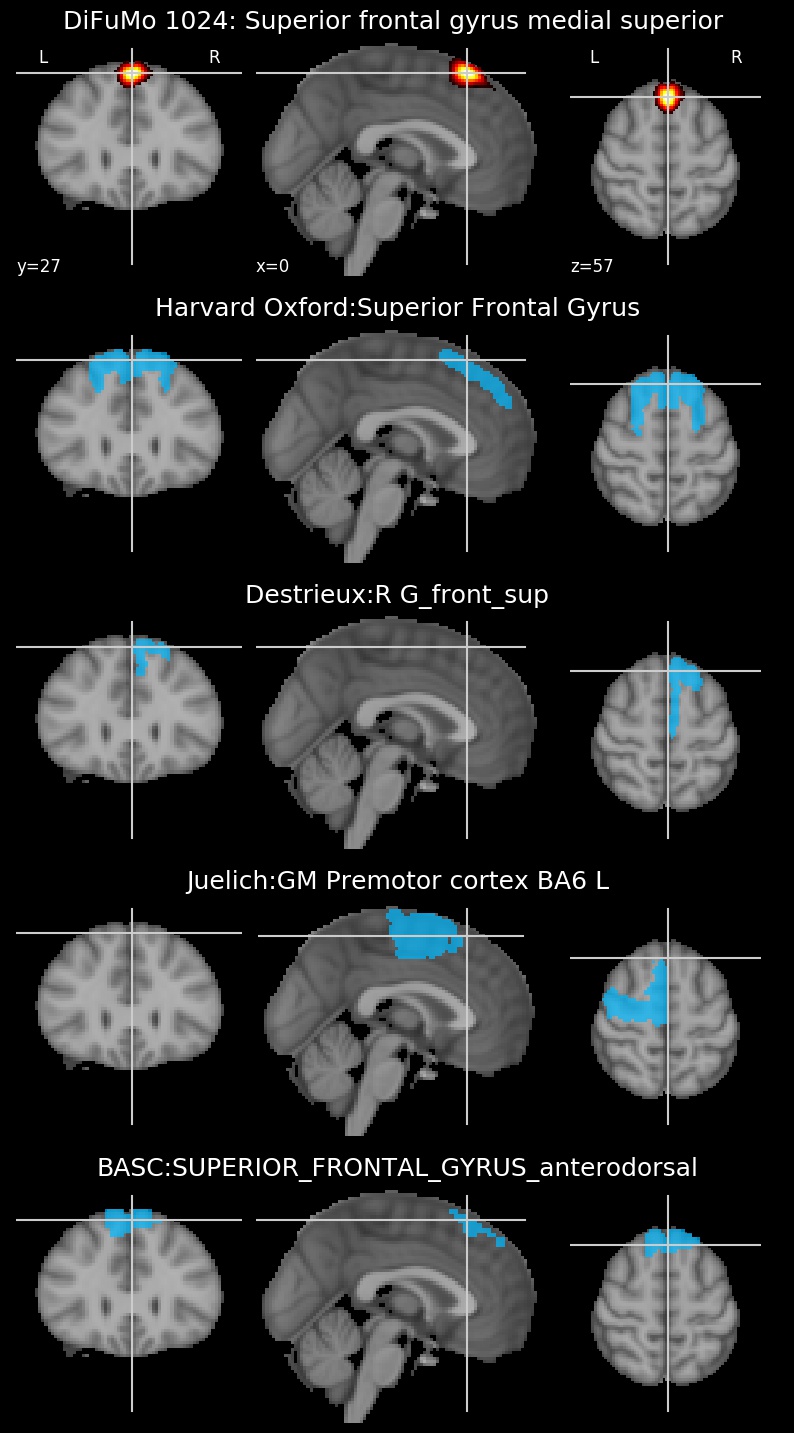 DiFuMo 1024: Superior frontal gyrus medial superior
L R L R
y=27 x=0 z=57
Harvard Oxford:Superior Frontal Gyrus
Destrieux:R G_front_sup
Juelich:GM Premotor cortex BA6 L
BASC:SUPERIOR_FRONTAL_GYRUS_anterodorsal